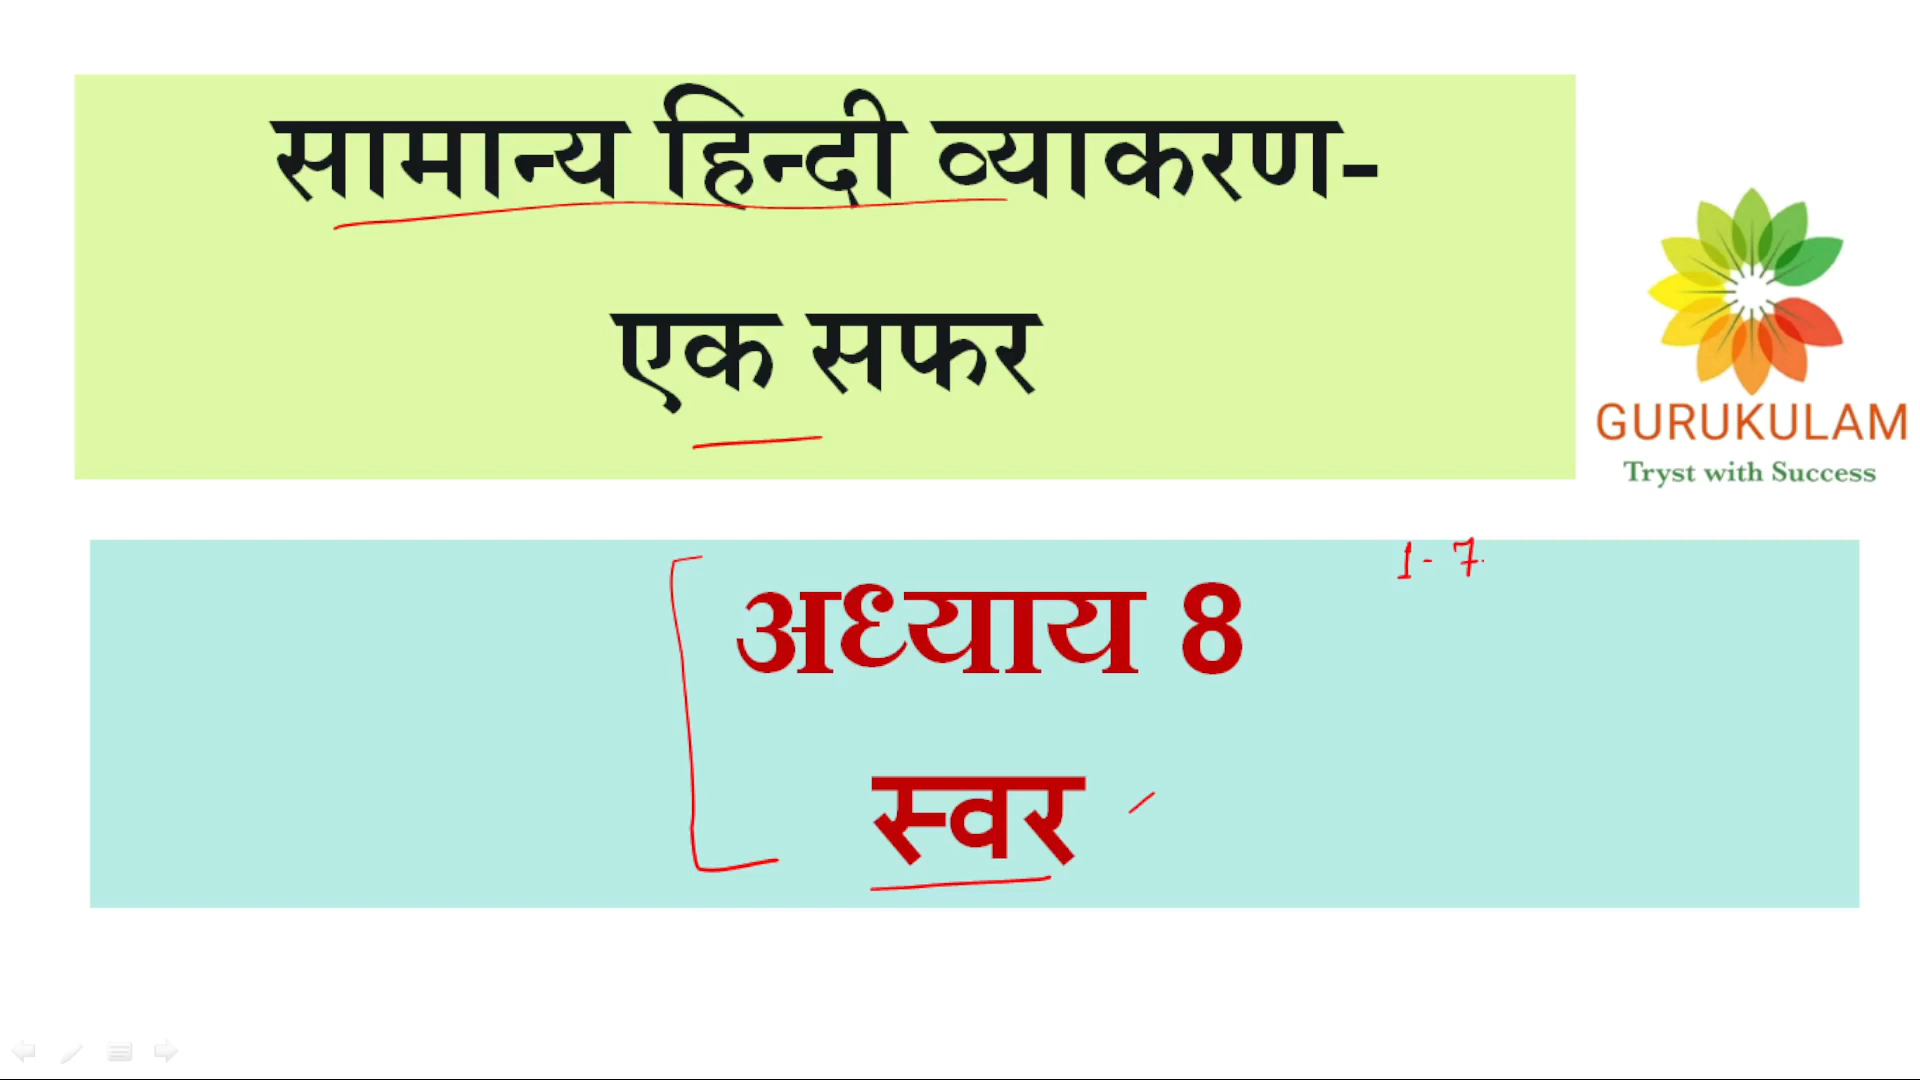 सामान्य हिन्दी व्याकरण-
एक सफर
GURUKULAM
Tryst with Success
1-7
अध्याय 8
स्वर